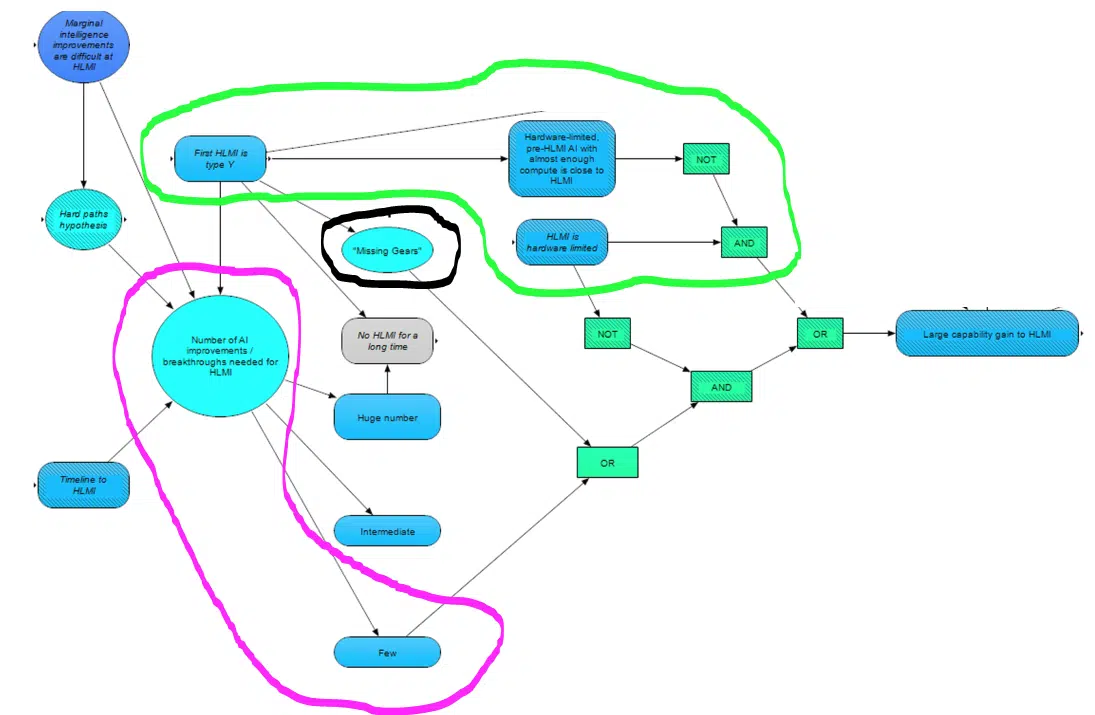 Marginal
intelligence
improvements
are difficult at
HLMI
First HLMI is
type Y
Hardware-limited,
pre-HLMI AI with
almost enough
compute is close to
HLMI
NOT
Hard paths
hypothesis
"Missing Gears"
HLMI is
hardware limited
AND
Number of AI
improvements /
breakthroughs needed for
HLMI
No HLMI for a
long time
NOT
OR
Large capability gain to HLMI
AND
Huge number
OR
Timeline to
HLMI
Intermediate
Few